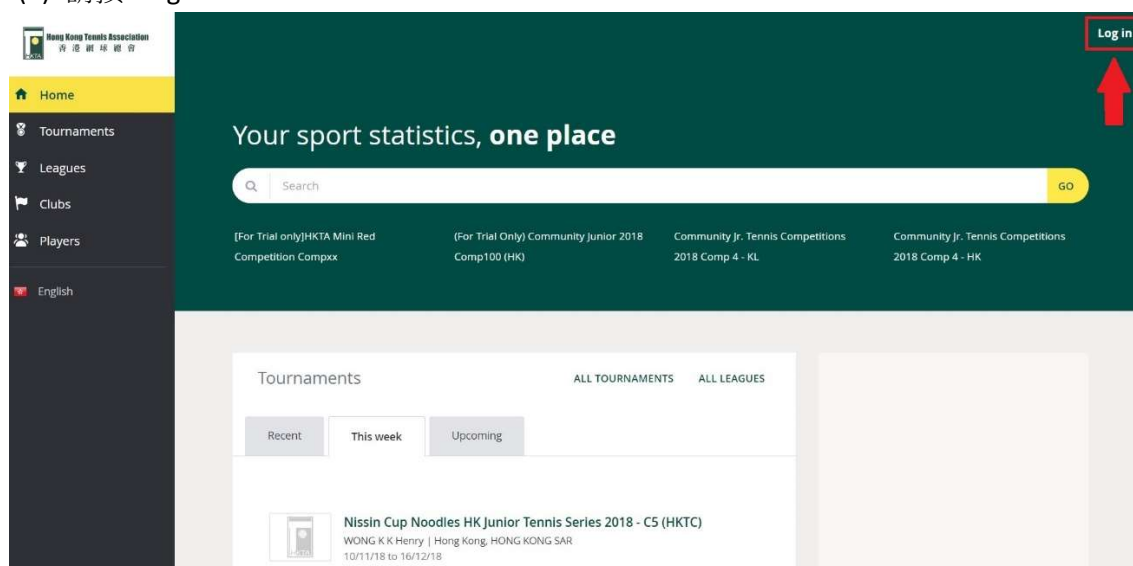 Hong Kong Tennis Association
香港網球總會
HKTA
Log in
Home
Tournaments
Leagues
Clubs
Players
English
Your sport statistics, one place
Search
GO
[For Trial only]HKTA Mini Red
Competition Compxx
(For Trial Only) Community Junior 2018
Comp100 (HK)
Community Jr. Tennis Competitions
2018 Comp 4 - KL
Community Jr. Tennis Competitions
2018 Comp 4 - HK
Tournaments
ALL TOURNAMENTS
ALL LEAGUES
Recent
This week
Upcoming
HKTA
Nissin Cup Noodles HK Junior Tennis Series 2018 - C5 (HKTC)
WONG K K Henry | Hong Kong, HONG KONG SAR
10/11/18 to 16/12/18